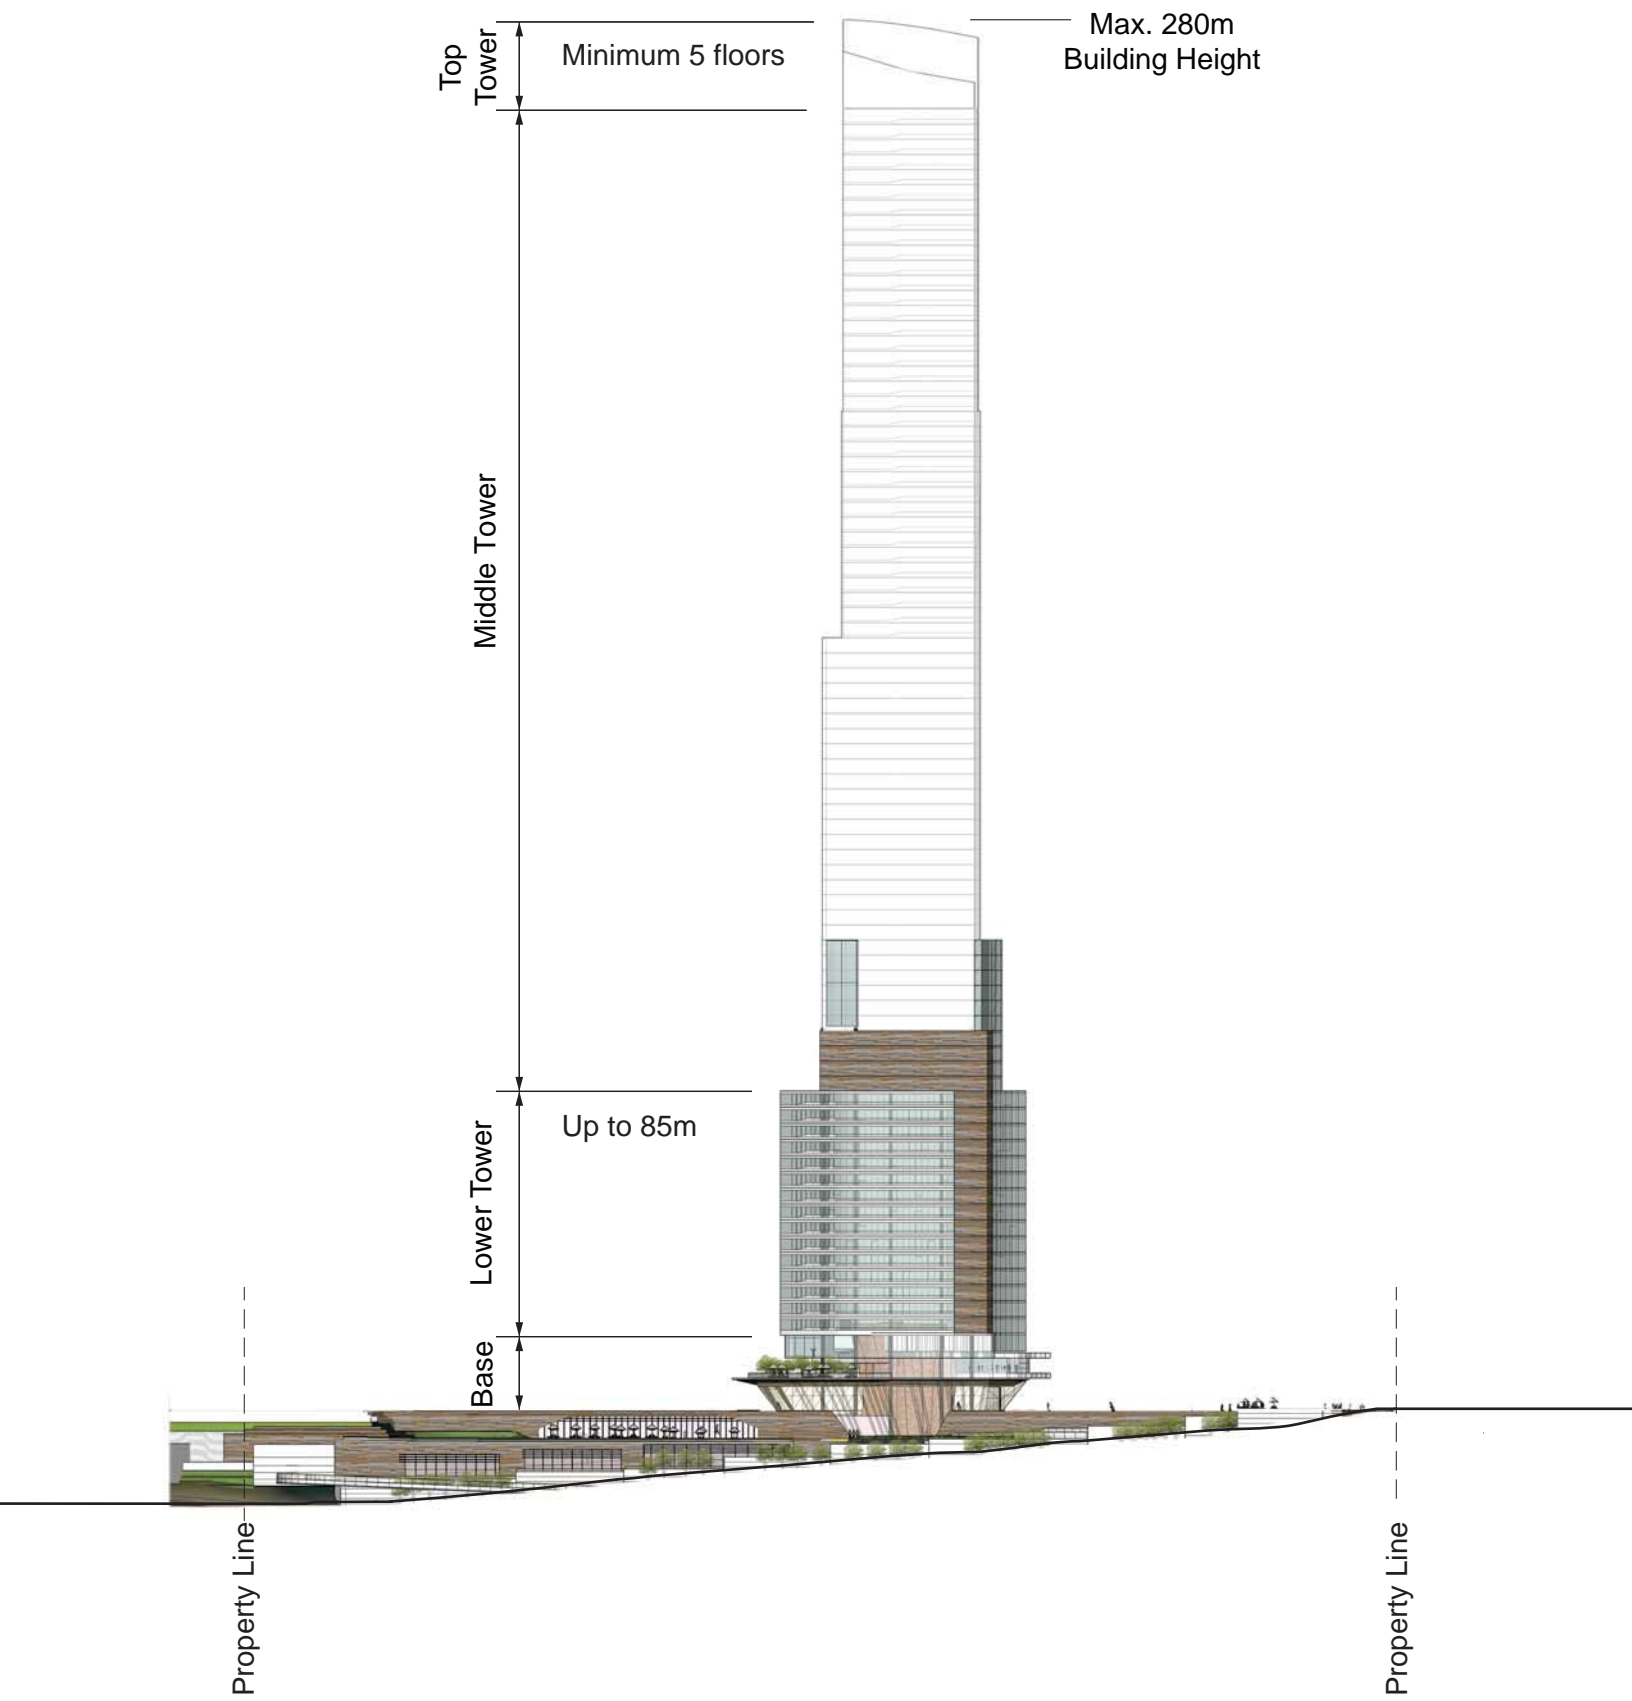 Max. 280m
Building Height
Top
Tower
Minimum 5 floors
Middle Tower
Up to 85m
Lower Tower
Base
Property Line
Property Line